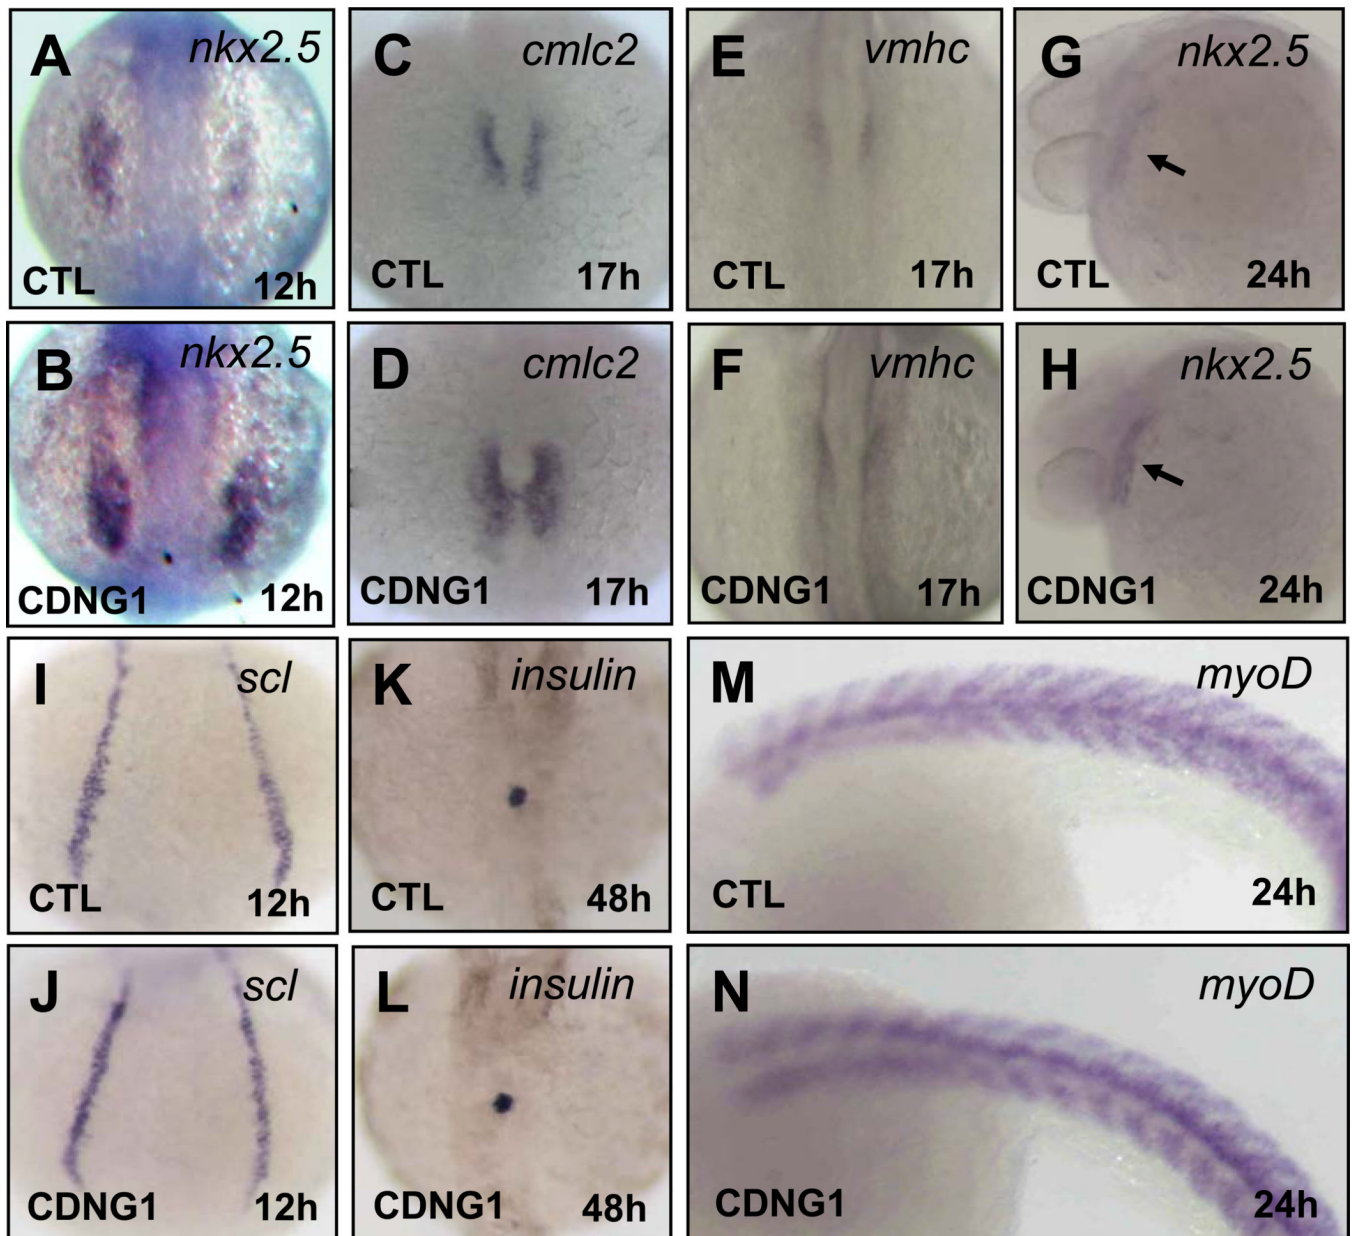 A nkx2.5
CTL 12h
C cmlc2
CTL 17h
E vmhc
CTL 17h
G nkx2.5
CTL 24h
B nkx2.5
CDNG1 12h
D cmlc2
CDNG1 17h
F vmhc
CDNG1 17h
H nkx2.5
CDNG1 24h
I scl
CTL 12h
K insulin
CTL 48h
M myoD
CTL 24h
J scl
CDNG1 12h
L insulin
CDNG1 48h
N myoD
CDNG1 24h